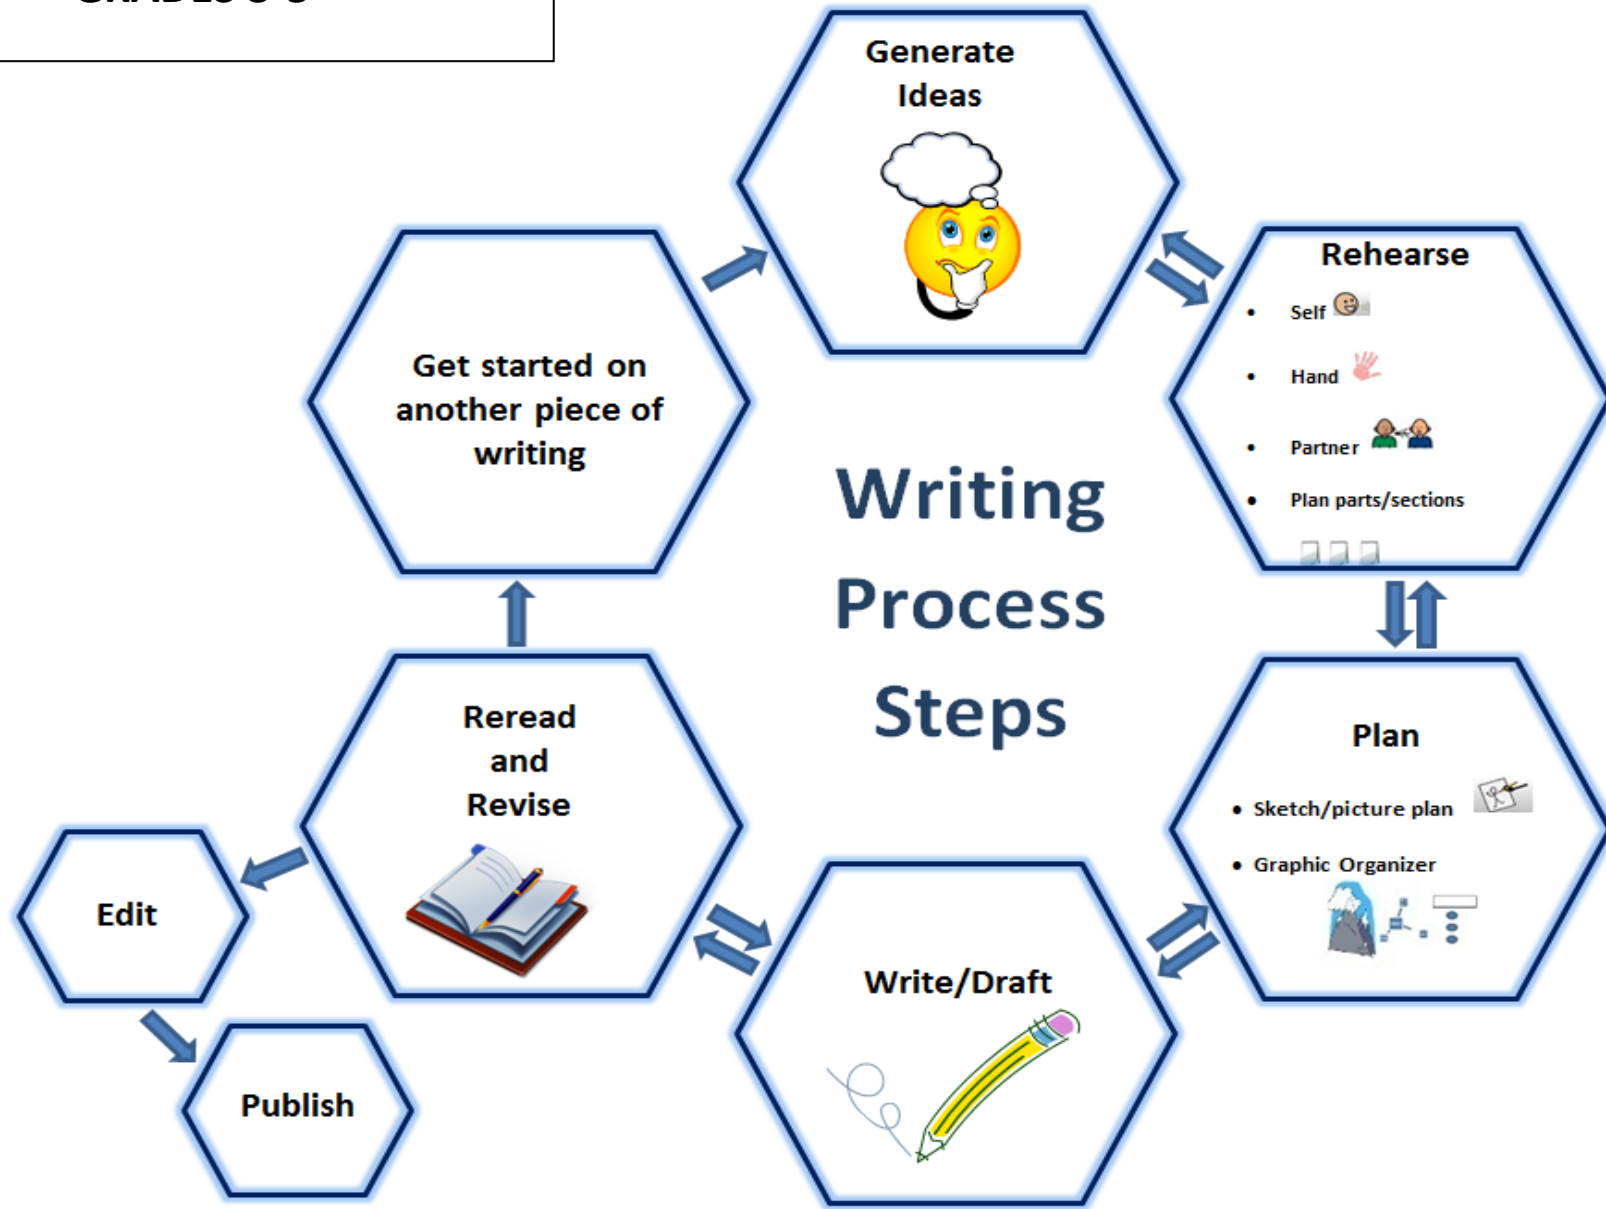 Generate
Ideas
Rehearse
• Self
• Hand
• Partner
• Plan parts/sections
Get started on
another piece of
writing
Writing
Process
Steps
Reread
and
Revise
Plan
• Sketch/picture plan
• Graphic Organizer
Edit
Write/Draft
Publish